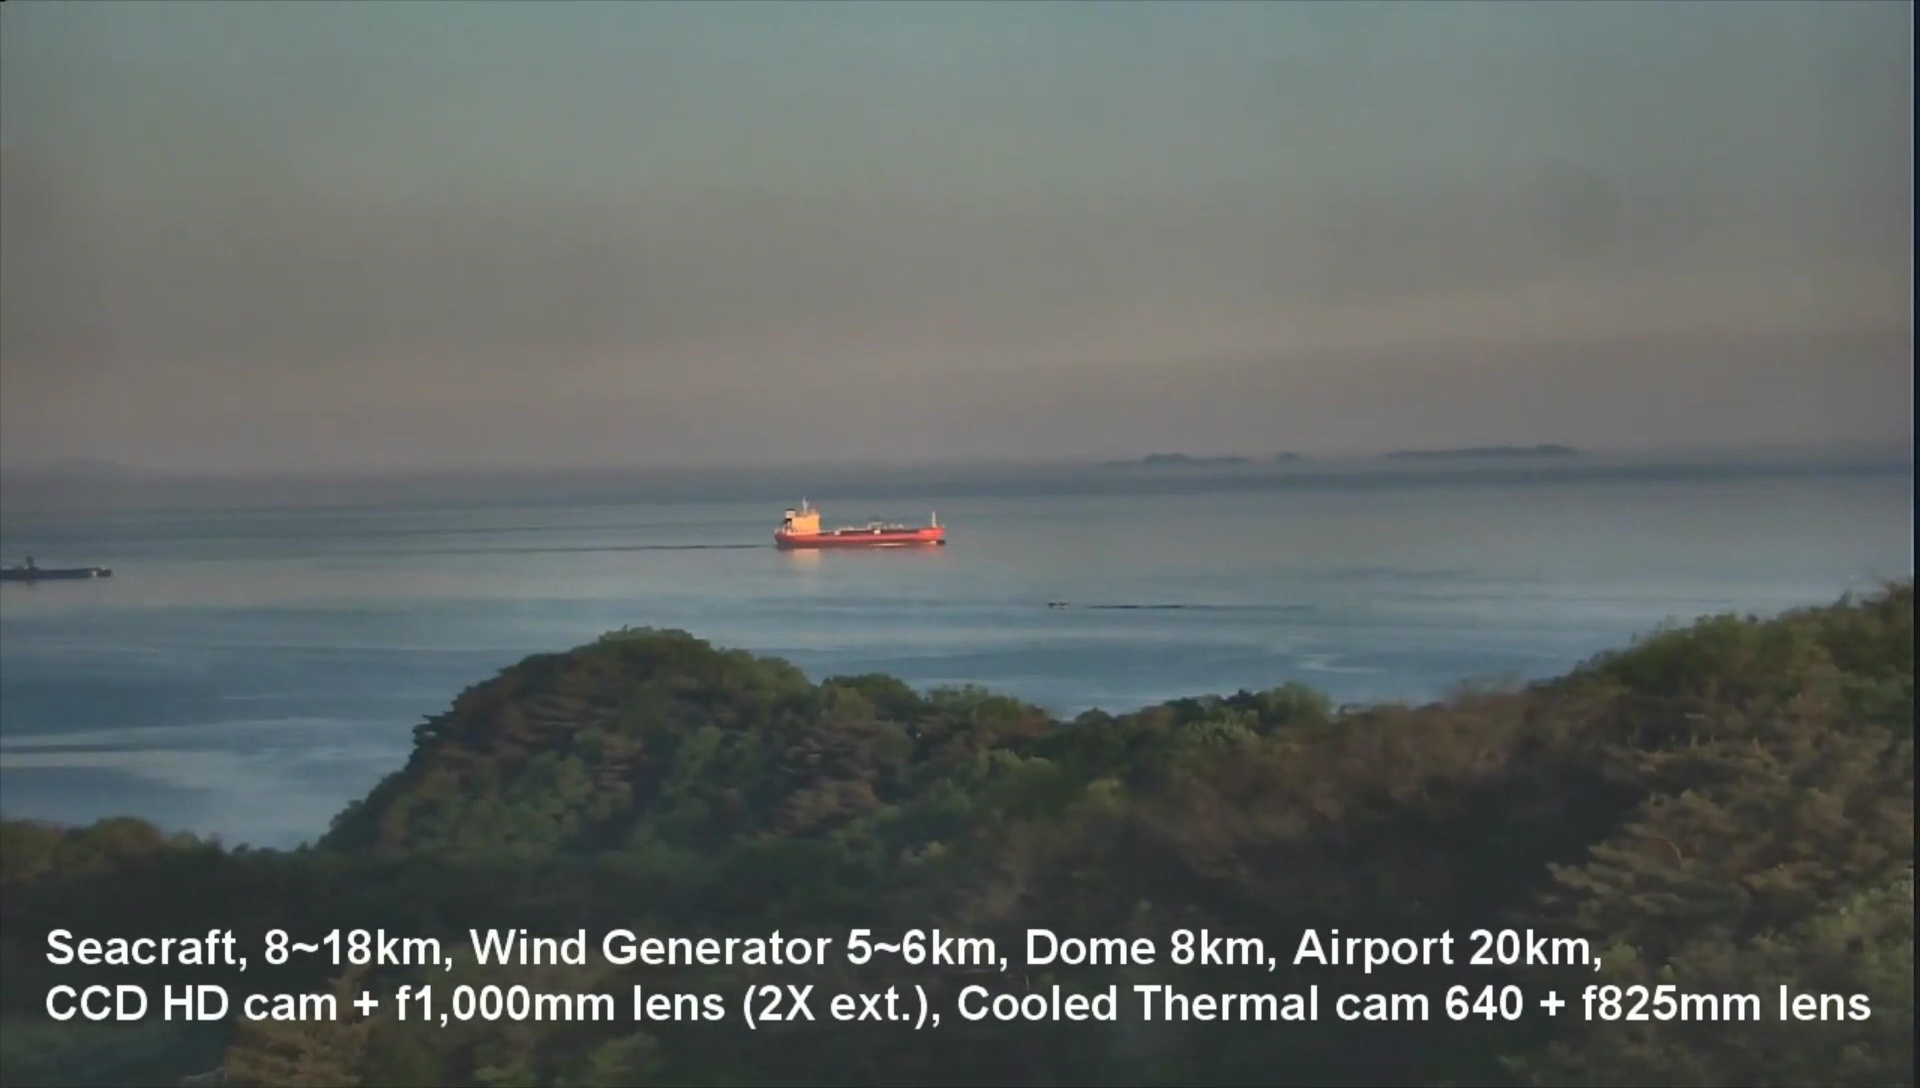 Seacraft, 8~18km, Wind Generator 5~6km, Dome 8km, Airport 20km,
CCD HD cam + f1,000mm lens (2X ext.), Cooled Thermal cam 640 + f825mm lens